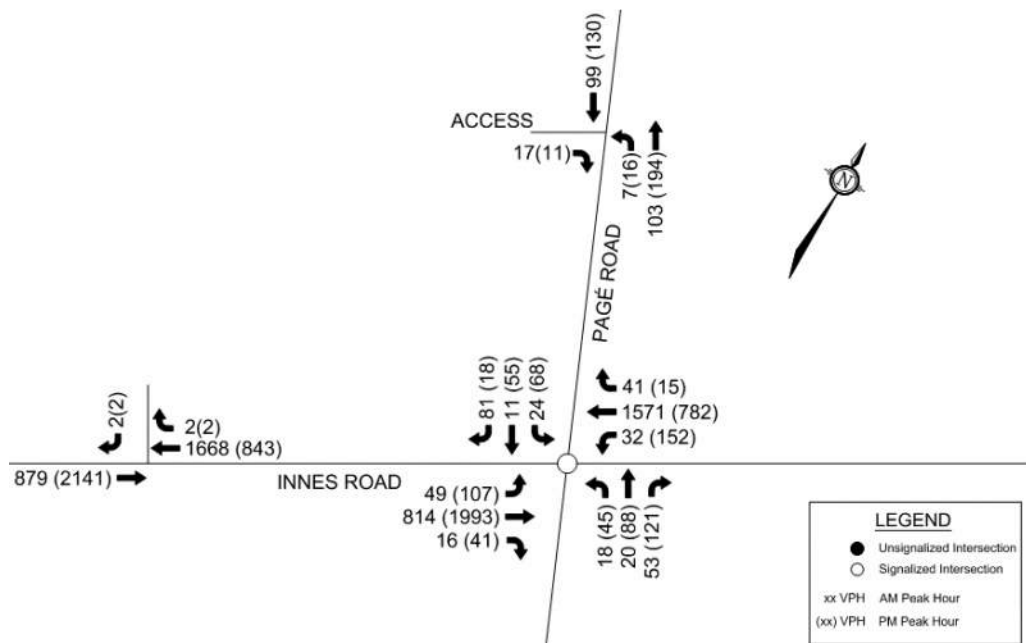 99 (130)
ACCESS
17(11)
7(16)
103 (194)
N
PAGÉ ROAD
81 (18)
11 (55)
24 (68)
41 (15)
1571 (782)
32 (152)
2(2)
2(2)
1668 (843)
879 (2141)
INNES ROAD
49 (107)
814 (1993)
16 (41)
18 (45)
20 (88)
53 (121)
LEGEND
Unsignalized Intersection
Signalized Intersection
xx VPH AM Peak Hour
(xx) VPH PM Peak Hour